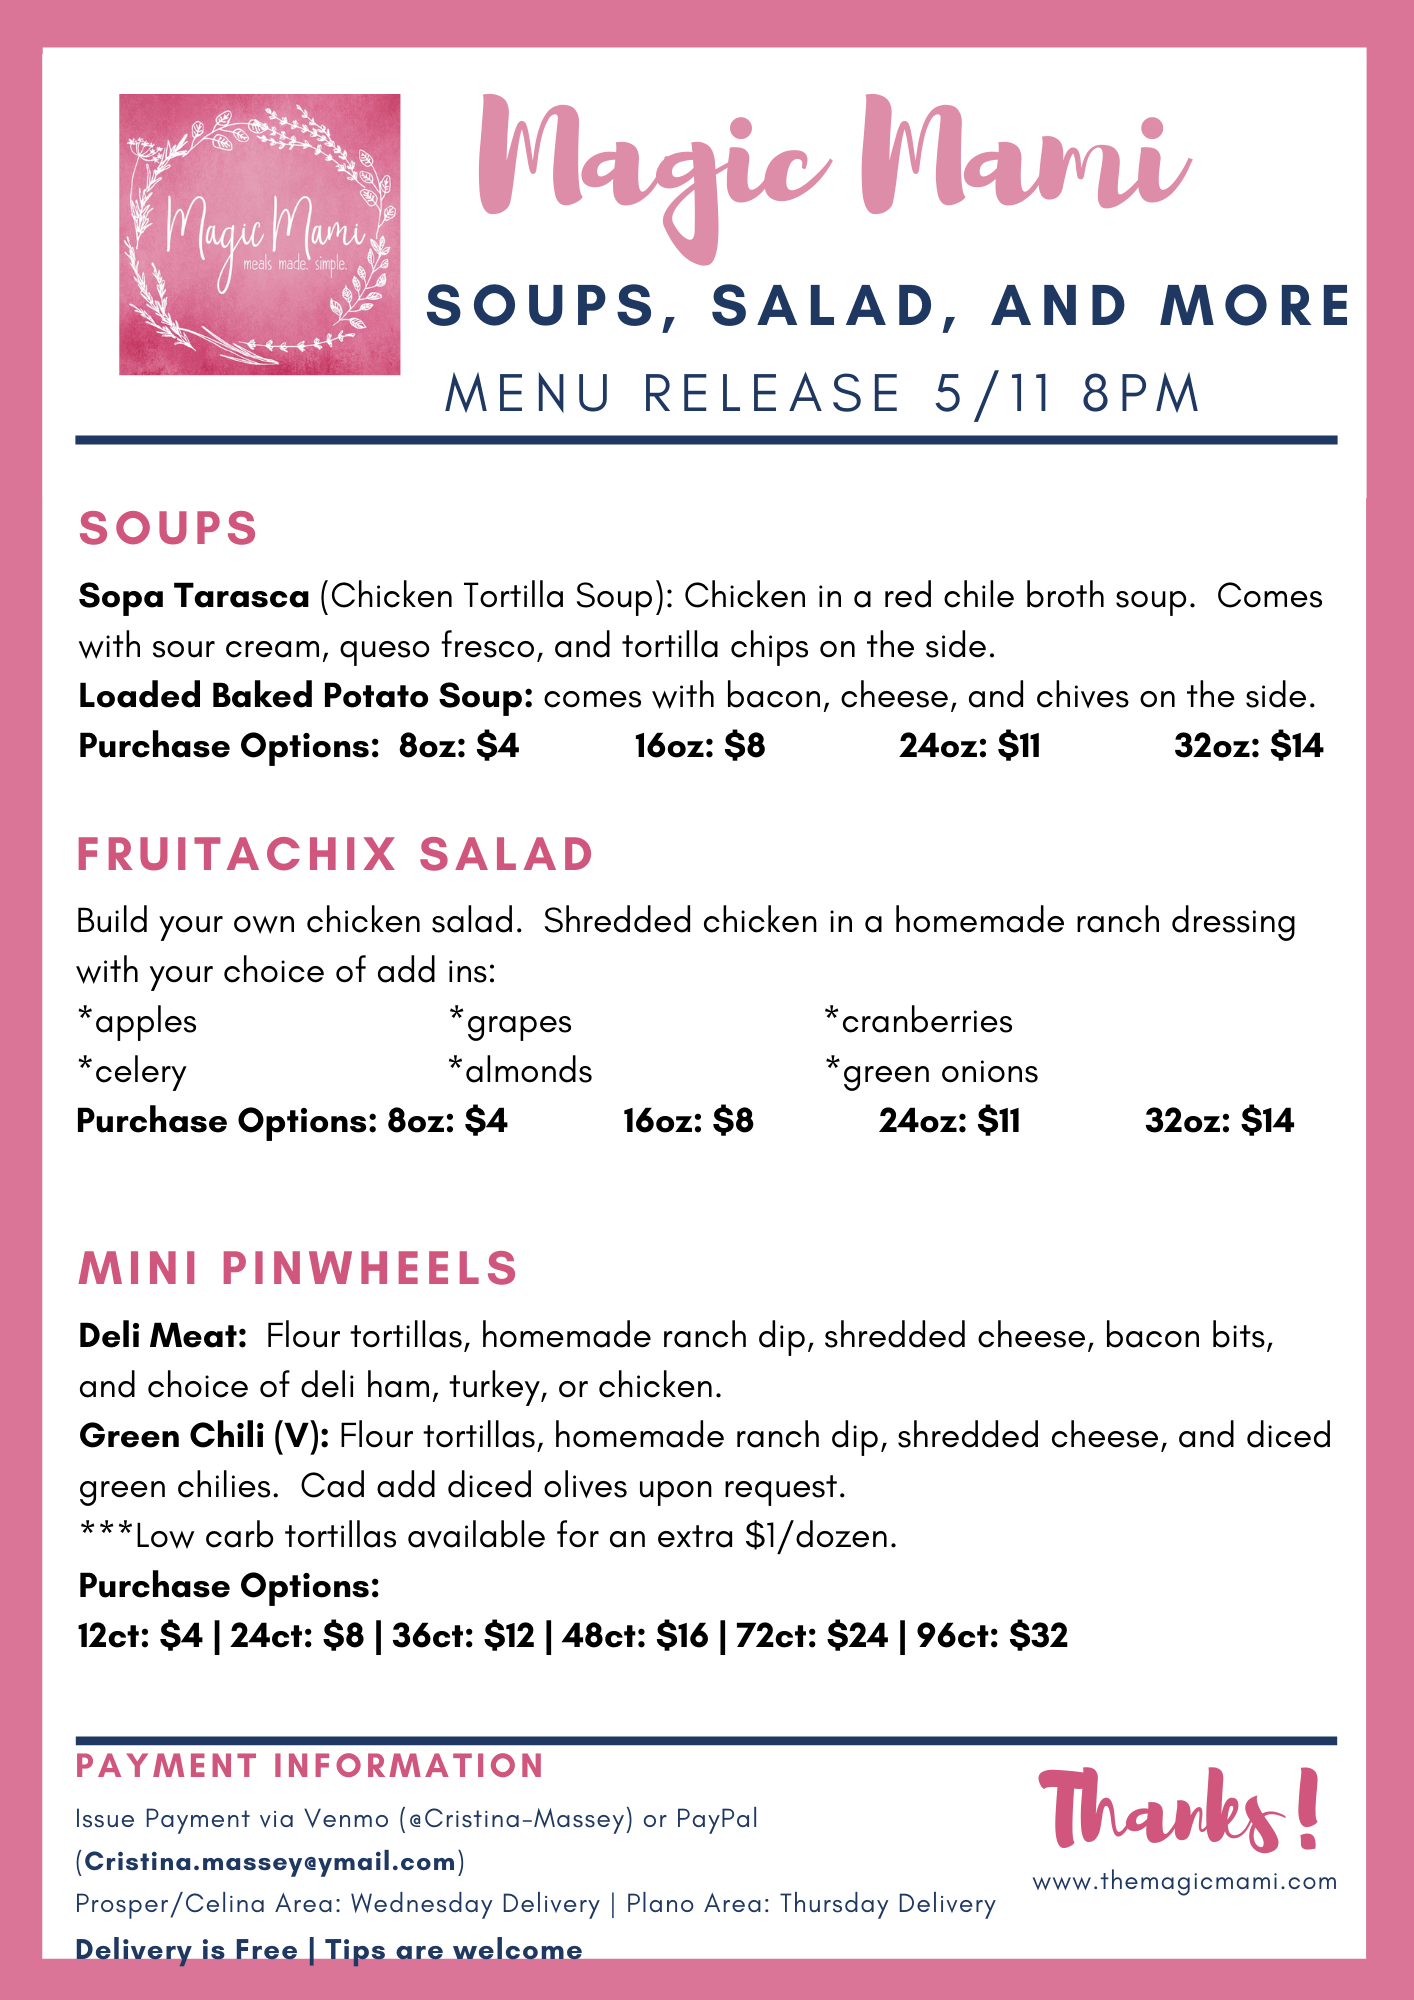 Magic Mami
meals made. simple.
Magic Mami
SOUPS, SALAD, AND MORE
MENU RELEASE 5/11 8PM
SOUPS
Sopa Tarasca (Chicken Tortilla Soup): Chicken in a red chile broth soup.  Comes
with sour cream, queso fresco, and tortilla chips on the side.
Loaded Baked Potato Soup: comes with bacon, cheese, and chives on the side.
Purchase Options:  8oz: $4 16oz: $8 24oz: $11 32oz: $14
FRUITACHIX SALAD
Build your own chicken salad.  Shredded chicken in a homemade ranch dressing
with your choice of add ins:
*apples *grapes *cranberries
*celery *almonds *green onions
Purchase Options: 8oz: $4 16oz: $8 24oz: $11 32oz: $14
MINI PINWHEELS
Deli Meat:  Flour tortillas, homemade ranch dip, shredded cheese, bacon bits,
and choice of deli ham, turkey, or chicken.
Green Chili (V): Flour tortillas, homemade ranch dip, shredded cheese, and diced
green chilies.  Cad add diced olives upon request.
***Low carb tortillas available for an extra $1/dozen.
Purchase Options:
12ct: $4 | 24ct: $8 | 36ct: $12 | 48ct: $16 | 72ct: $24 | 96ct: $32
PAYMENT INFORMATION
Issue Payment via Venmo (@Cristina-Massey) or PayPal
(Cristina.massey@ymail.com)
Prosper/Celina Area: Wednesday Delivery | Plano Area: Thursday Delivery
Delivery is Free | Tips are welcome
Thanks!
www.themagicmami.com